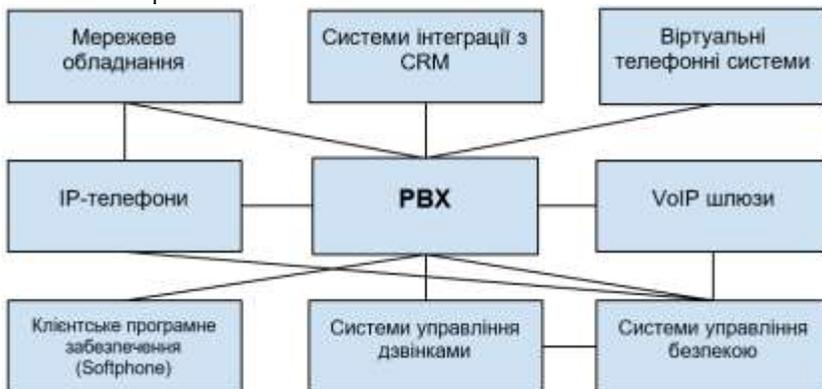 Мережеве
обладнання
Системи інтеграції з
CRM
Віртуальні
телефонні системи
IP-телефони
PBX
VoIP шлюзи
Клієнтське програмне
забезпечення
(Softphone)
Системи управління
дзвінками
Системи управління
безпекою